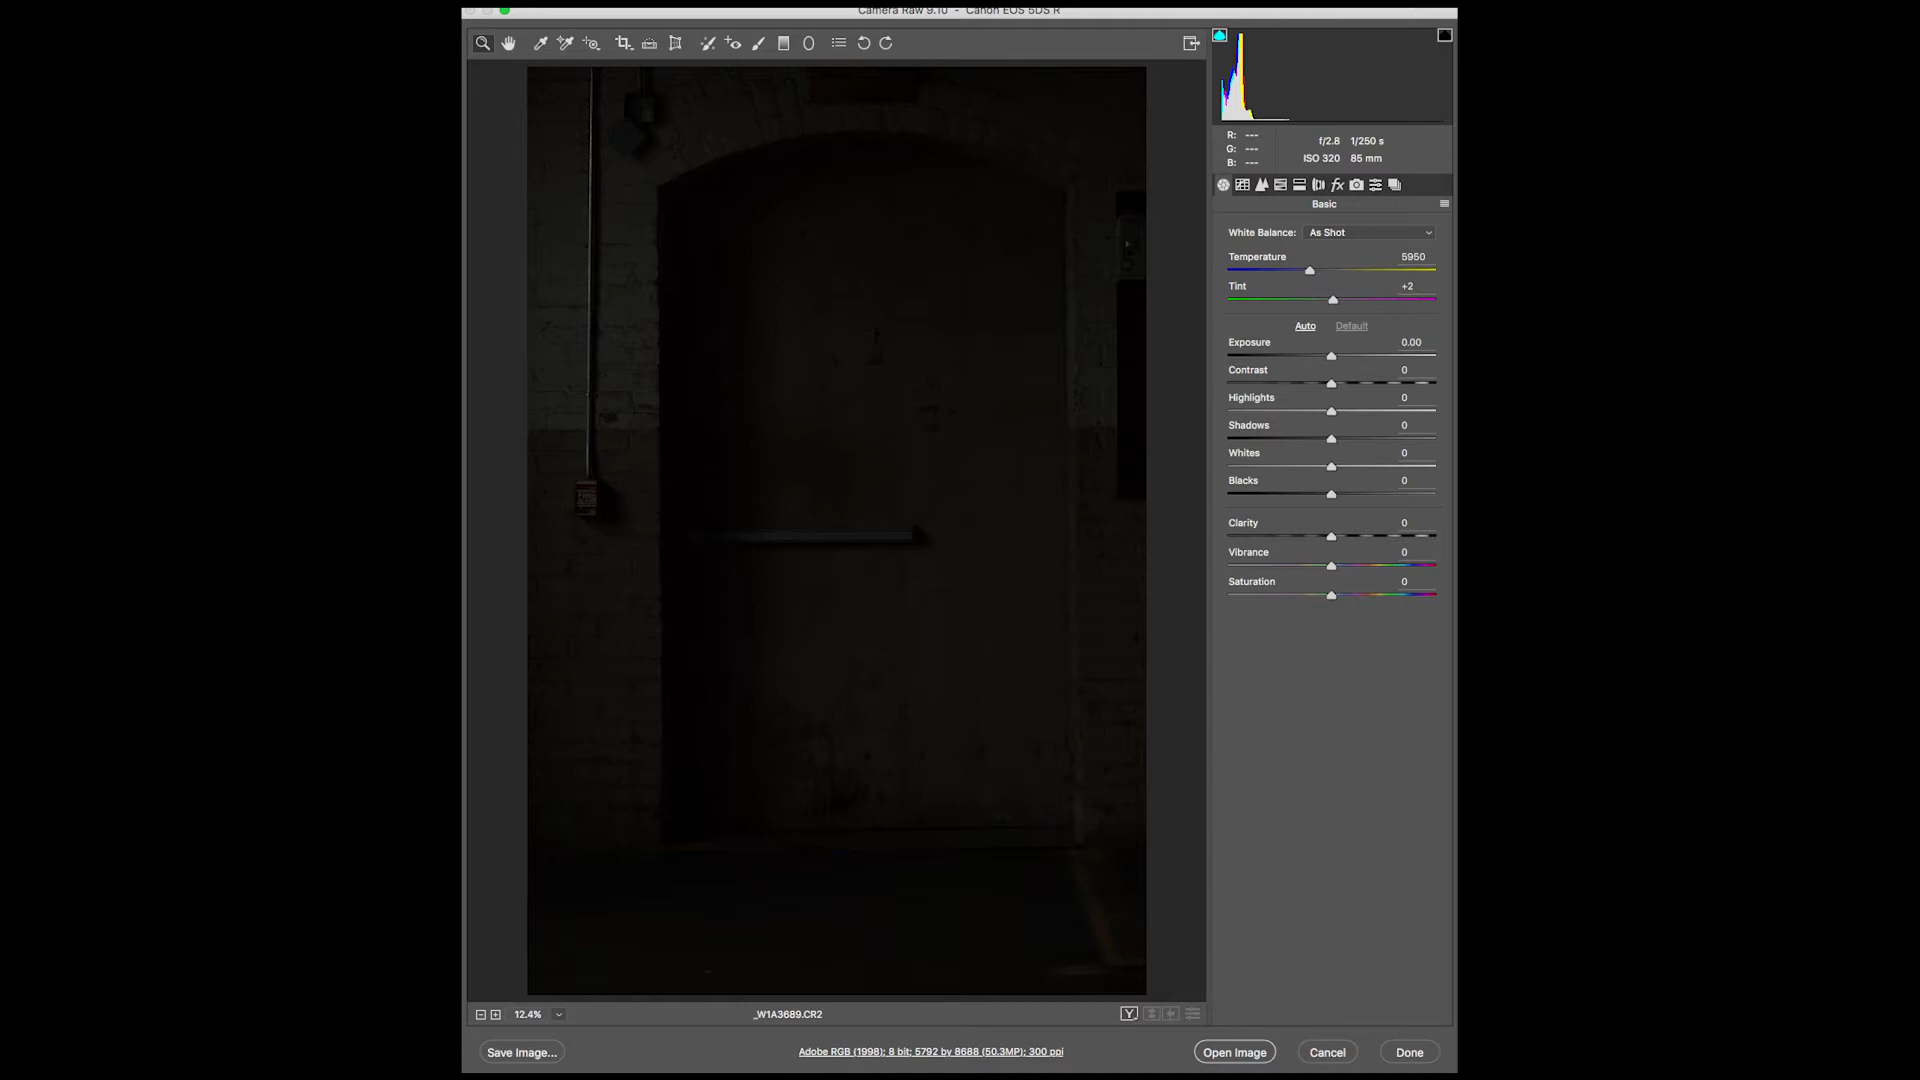 Camera Raw 9.10 - Canon EOS 5DS R
R: ---
G: ---
B: ---
f/2.8 1/250 s
ISO 320 85 mm
fx
Basic
White Balance: As Shot
Temperature 5950
Tint +2
Auto Default
Exposure 0.00
Contrast 0
Highlights 0
Shadows 0
Whites 0
Blacks 0
Clarity 0
Vibrance 0
Saturation 0
12.4%
_W1A3689.CR2
Y
Save Image...
Adobe RGB (1998); 8 bit; 5792 by 8688 (50.3MP); 300 ppi
Open Image
Cancel
Done